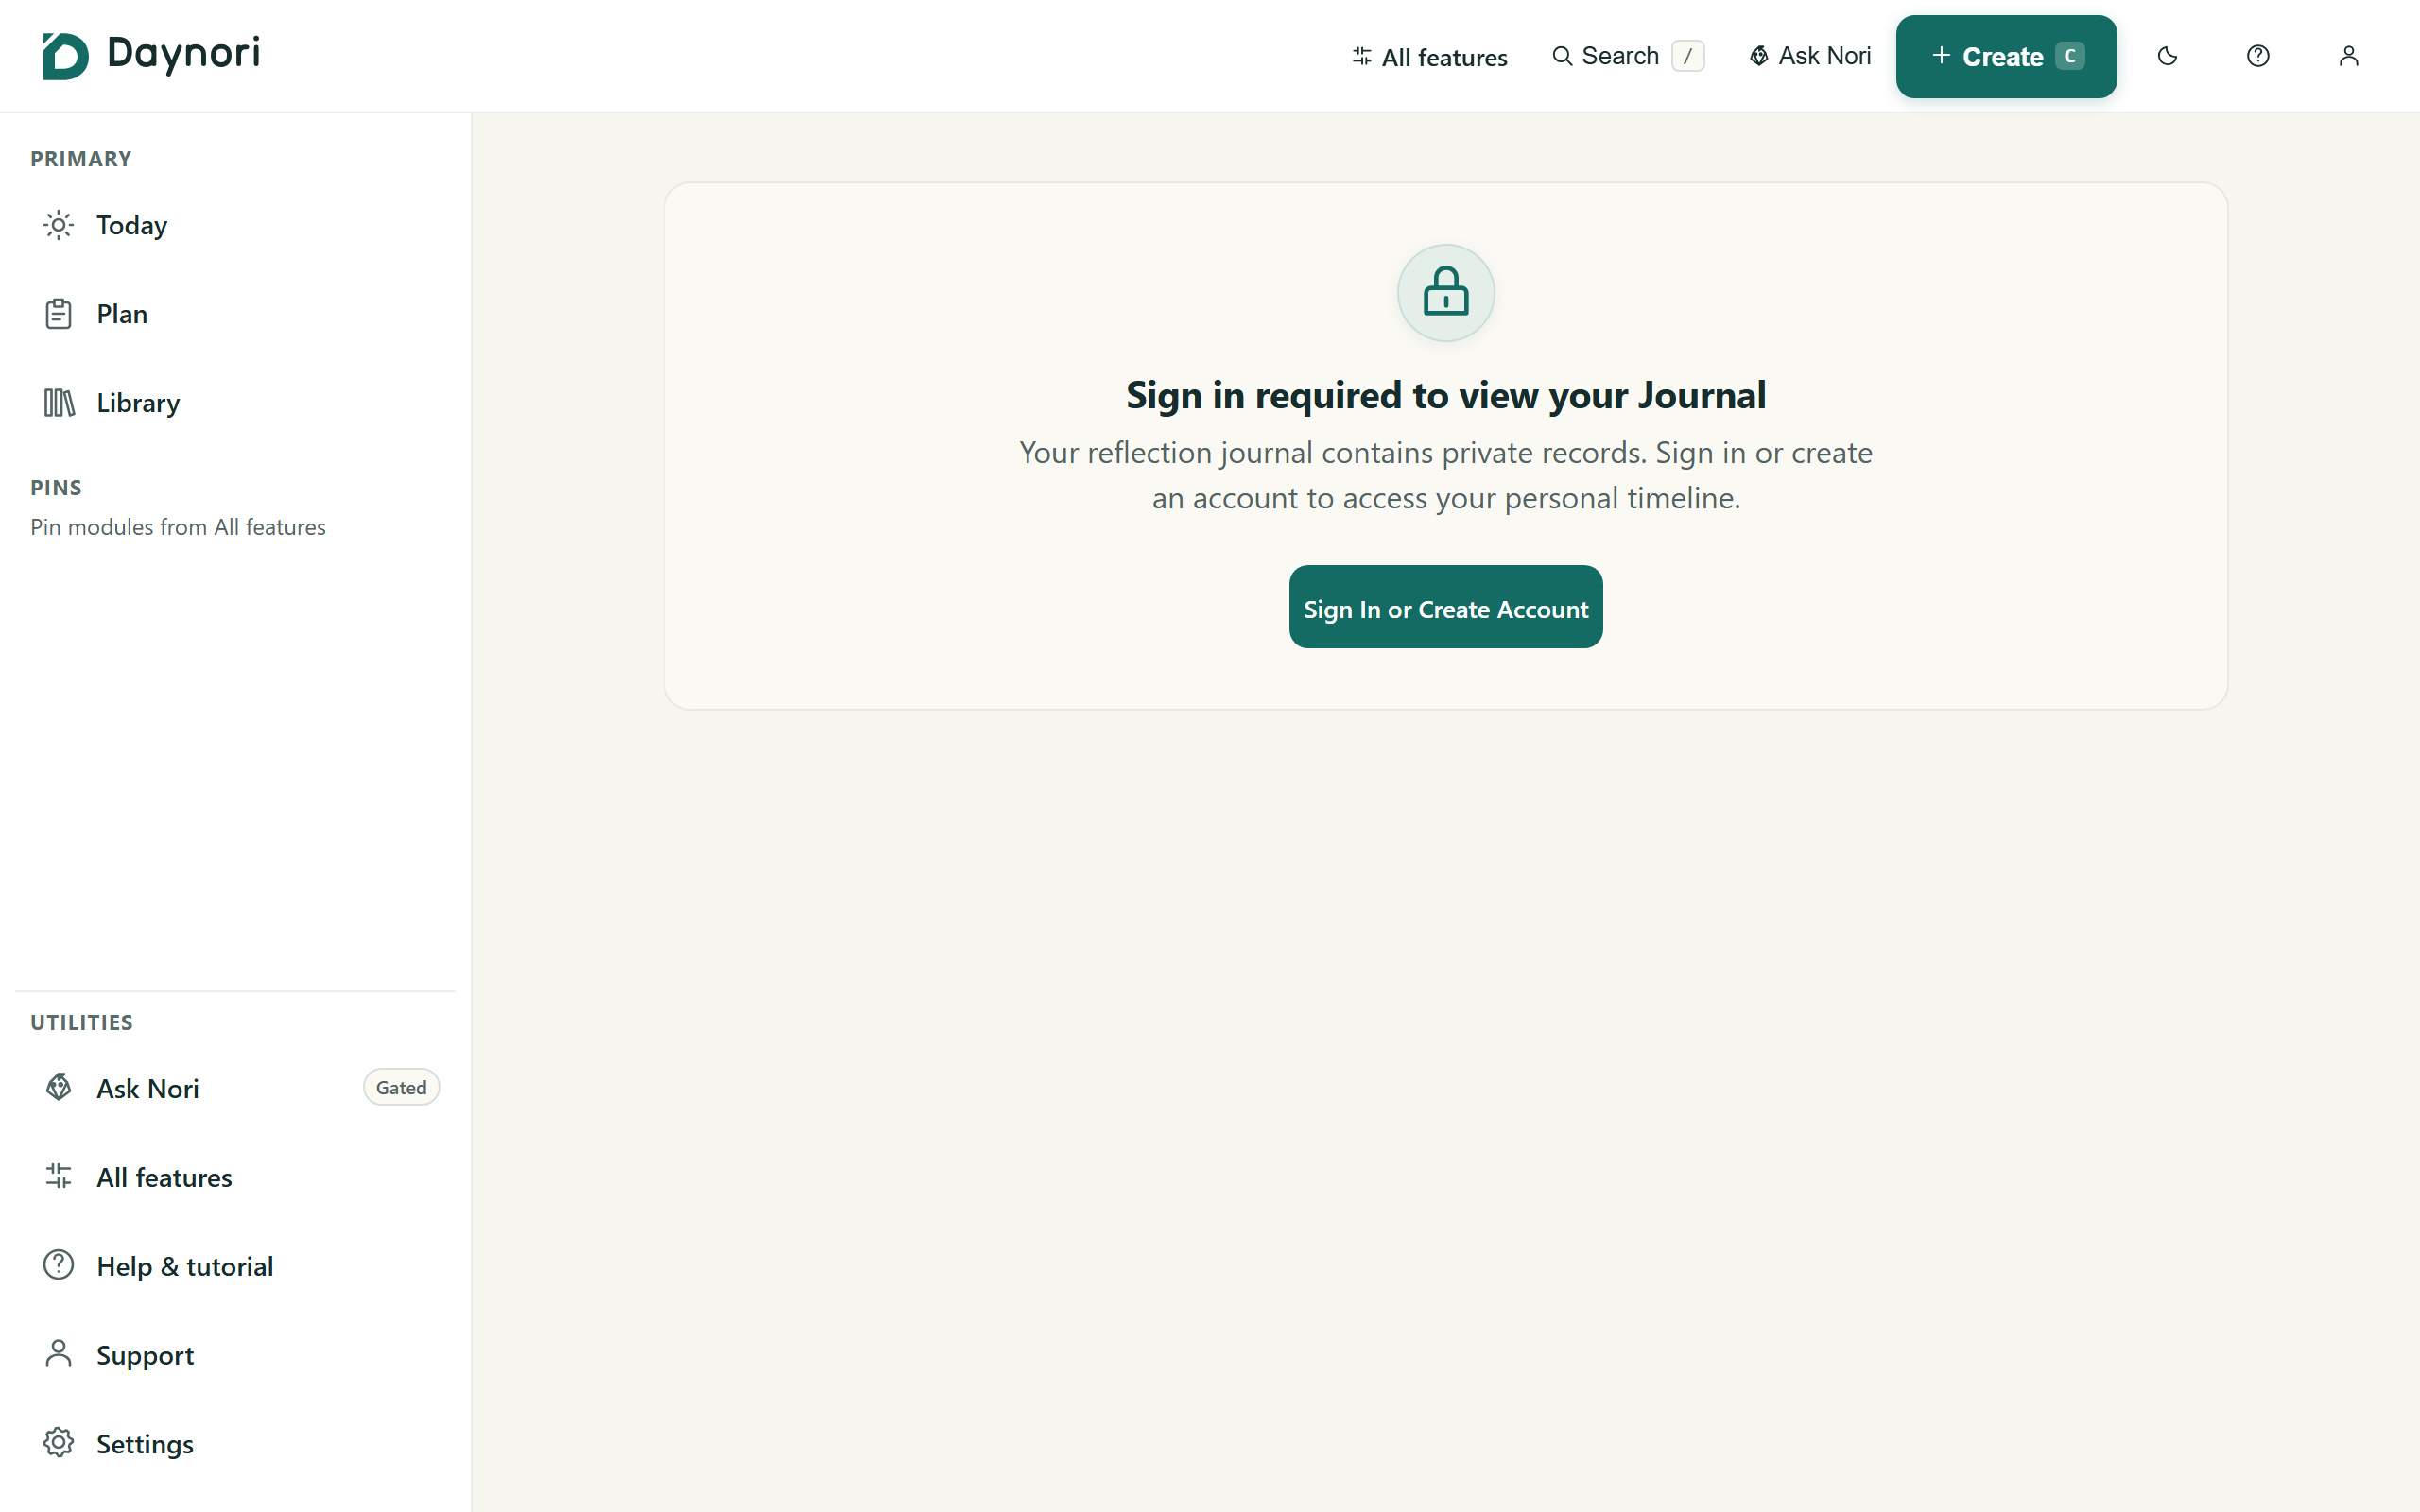 Daynori
All features
Search /
Ask Nori
+ Create C
PRIMARY
Today
Plan
Library
PINS
Pin modules from All features
Sign in required to view your Journal
Your reflection journal contains private records. Sign in or create
an account to access your personal timeline.
Sign In or Create Account
UTILITIES
Ask Nori
Gated
All features
Help & tutorial
Support
Settings